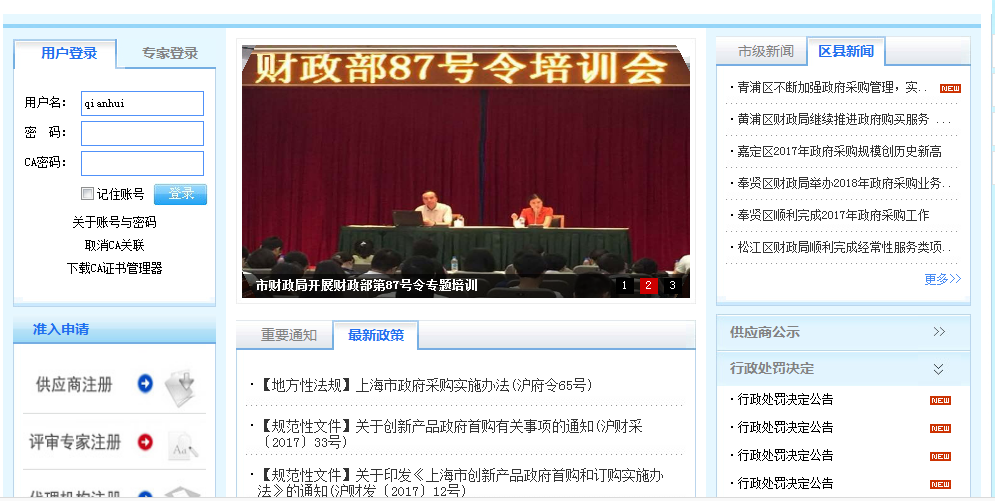 用户登录
专家登录
用户名:
qianhui
密 码:
CA密码:
记住账号
登录
关于账号与密码
取消CA关联
下载CA证书管理器
准入申请
供应商注册
评审专家注册
代理机构注册
财政部87号令培训会
市财政局开展财政部第87号令专题培训
1 2 3
重要通知
最新政策
·【地方性法规】上海市政府采购实施办法(沪府令65号)
·【规范性文件】关于创新产品政府首购有关事项的通知(沪财采
〔2017〕33号)
·【规范性文件】关于印发《上海市创新产品政府首购和订购实施办
法》的通知(沪财发〔2017〕12号)
市级新闻
区县新闻
·青浦区不断加强政府采购管理，实.. NEW
·黄浦区财政局继续推进政府购买服务 ...
·嘉定区2017年政府采购规模创历史新高
·奉贤区财政局举办2018年政府采购业务..
·奉贤区顺利完成2017年政府采购工作
·松江区财政局顺利完成经常性服务类项..
更多>>
供应商公示
行政处罚决定
·行政处罚决定公告 NEW
·行政处罚决定公告 NEW
·行政处罚决定公告 NEW
·行政处罚决定公告 NEW